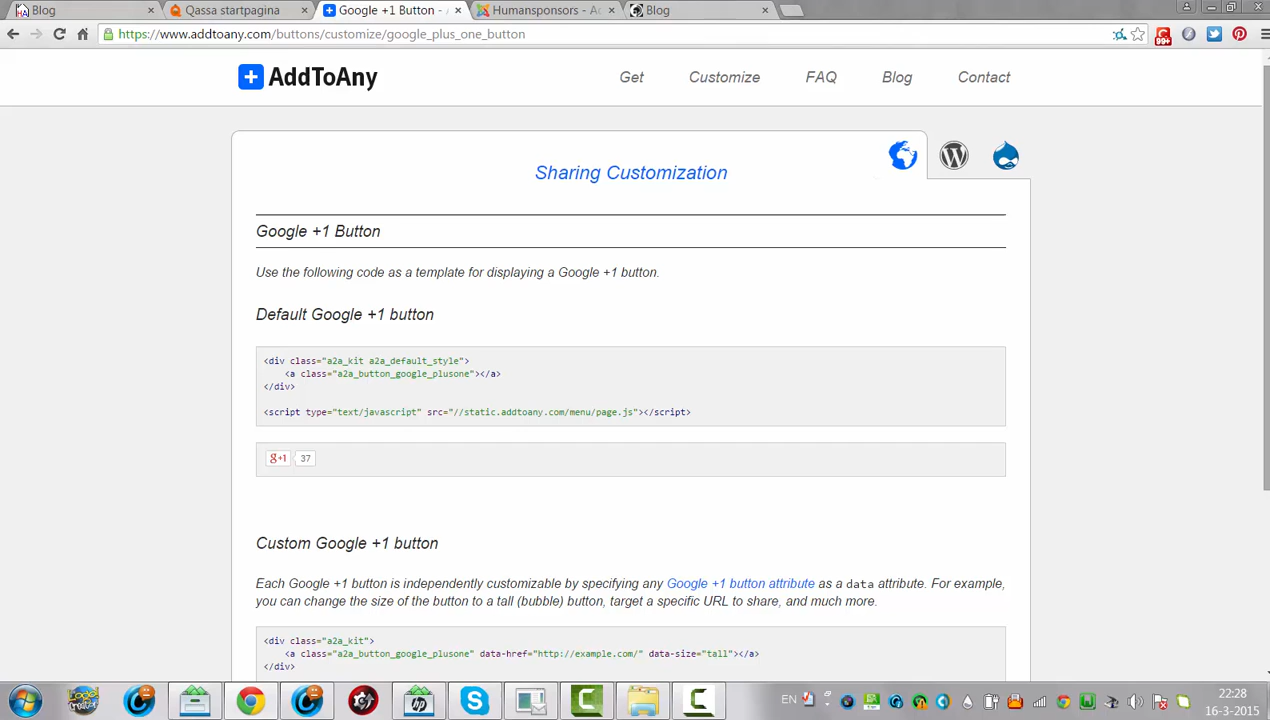 Blog
Qassa startpagina
Google +1 Button - A
Humansponsors - Ac
Blog
https://www.addtoany.com/buttons/customize/google_plus_one_button
99+
AddToAny
Get
Customize
FAQ
Blog
Contact
Sharing Customization
Google +1 Button
Use the following code as a template for displaying a Google +1 button.
Default Google +1 button
<div class="a2a_kit a2a_default_style">
<a class="a2a_button_google_plusone"></a>
</div>
<script type="text/javascript" src="//static.addtoany.com/menu/page.js"></script>
g+1 37
Custom Google +1 button
Each Google +1 button is independently customizable by specifying any Google +1 button attribute as a data attribute. For example,
you can change the size of the button to a tall (bubble) button, target a specific URL to share, and much more.
<div class="a2a_kit">
<a class="a2a_button_google_plusone" data-href="http://example.com/" data-size="tall"></a>
</div>
EN
22:28
16-3-2015